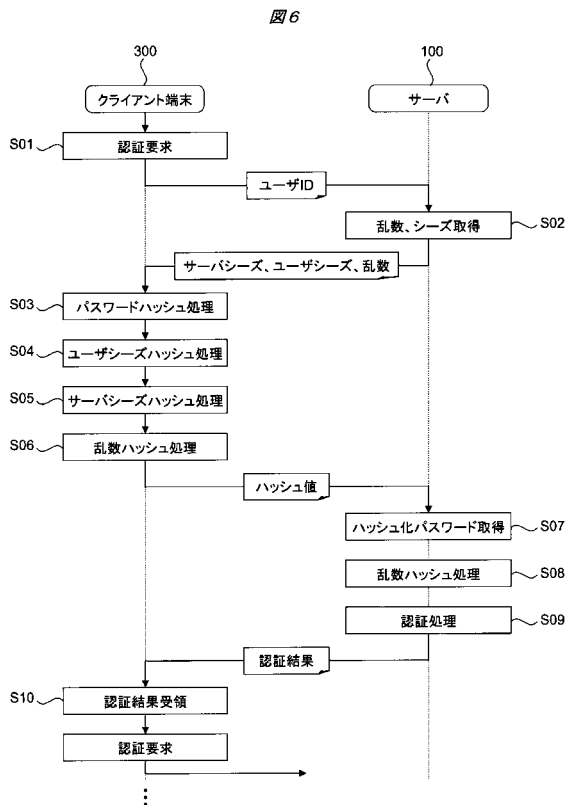 図6
300
100
クライアント端末
サーバ
S01
認証要求
ユーザID
乱数、シーズ取得
S02
サーバシーズ、ユーザシーズ、乱数
S03
パスワードハッシュ処理
S04
ユーザシーズハッシュ処理
S05
サーバシーズハッシュ処理
S06
乱数ハッシュ処理
ハッシュ値
ハッシュ化パスワード取得
S07
乱数ハッシュ処理
S08
認証処理
S09
認証結果
S10
認証結果受領
認証要求